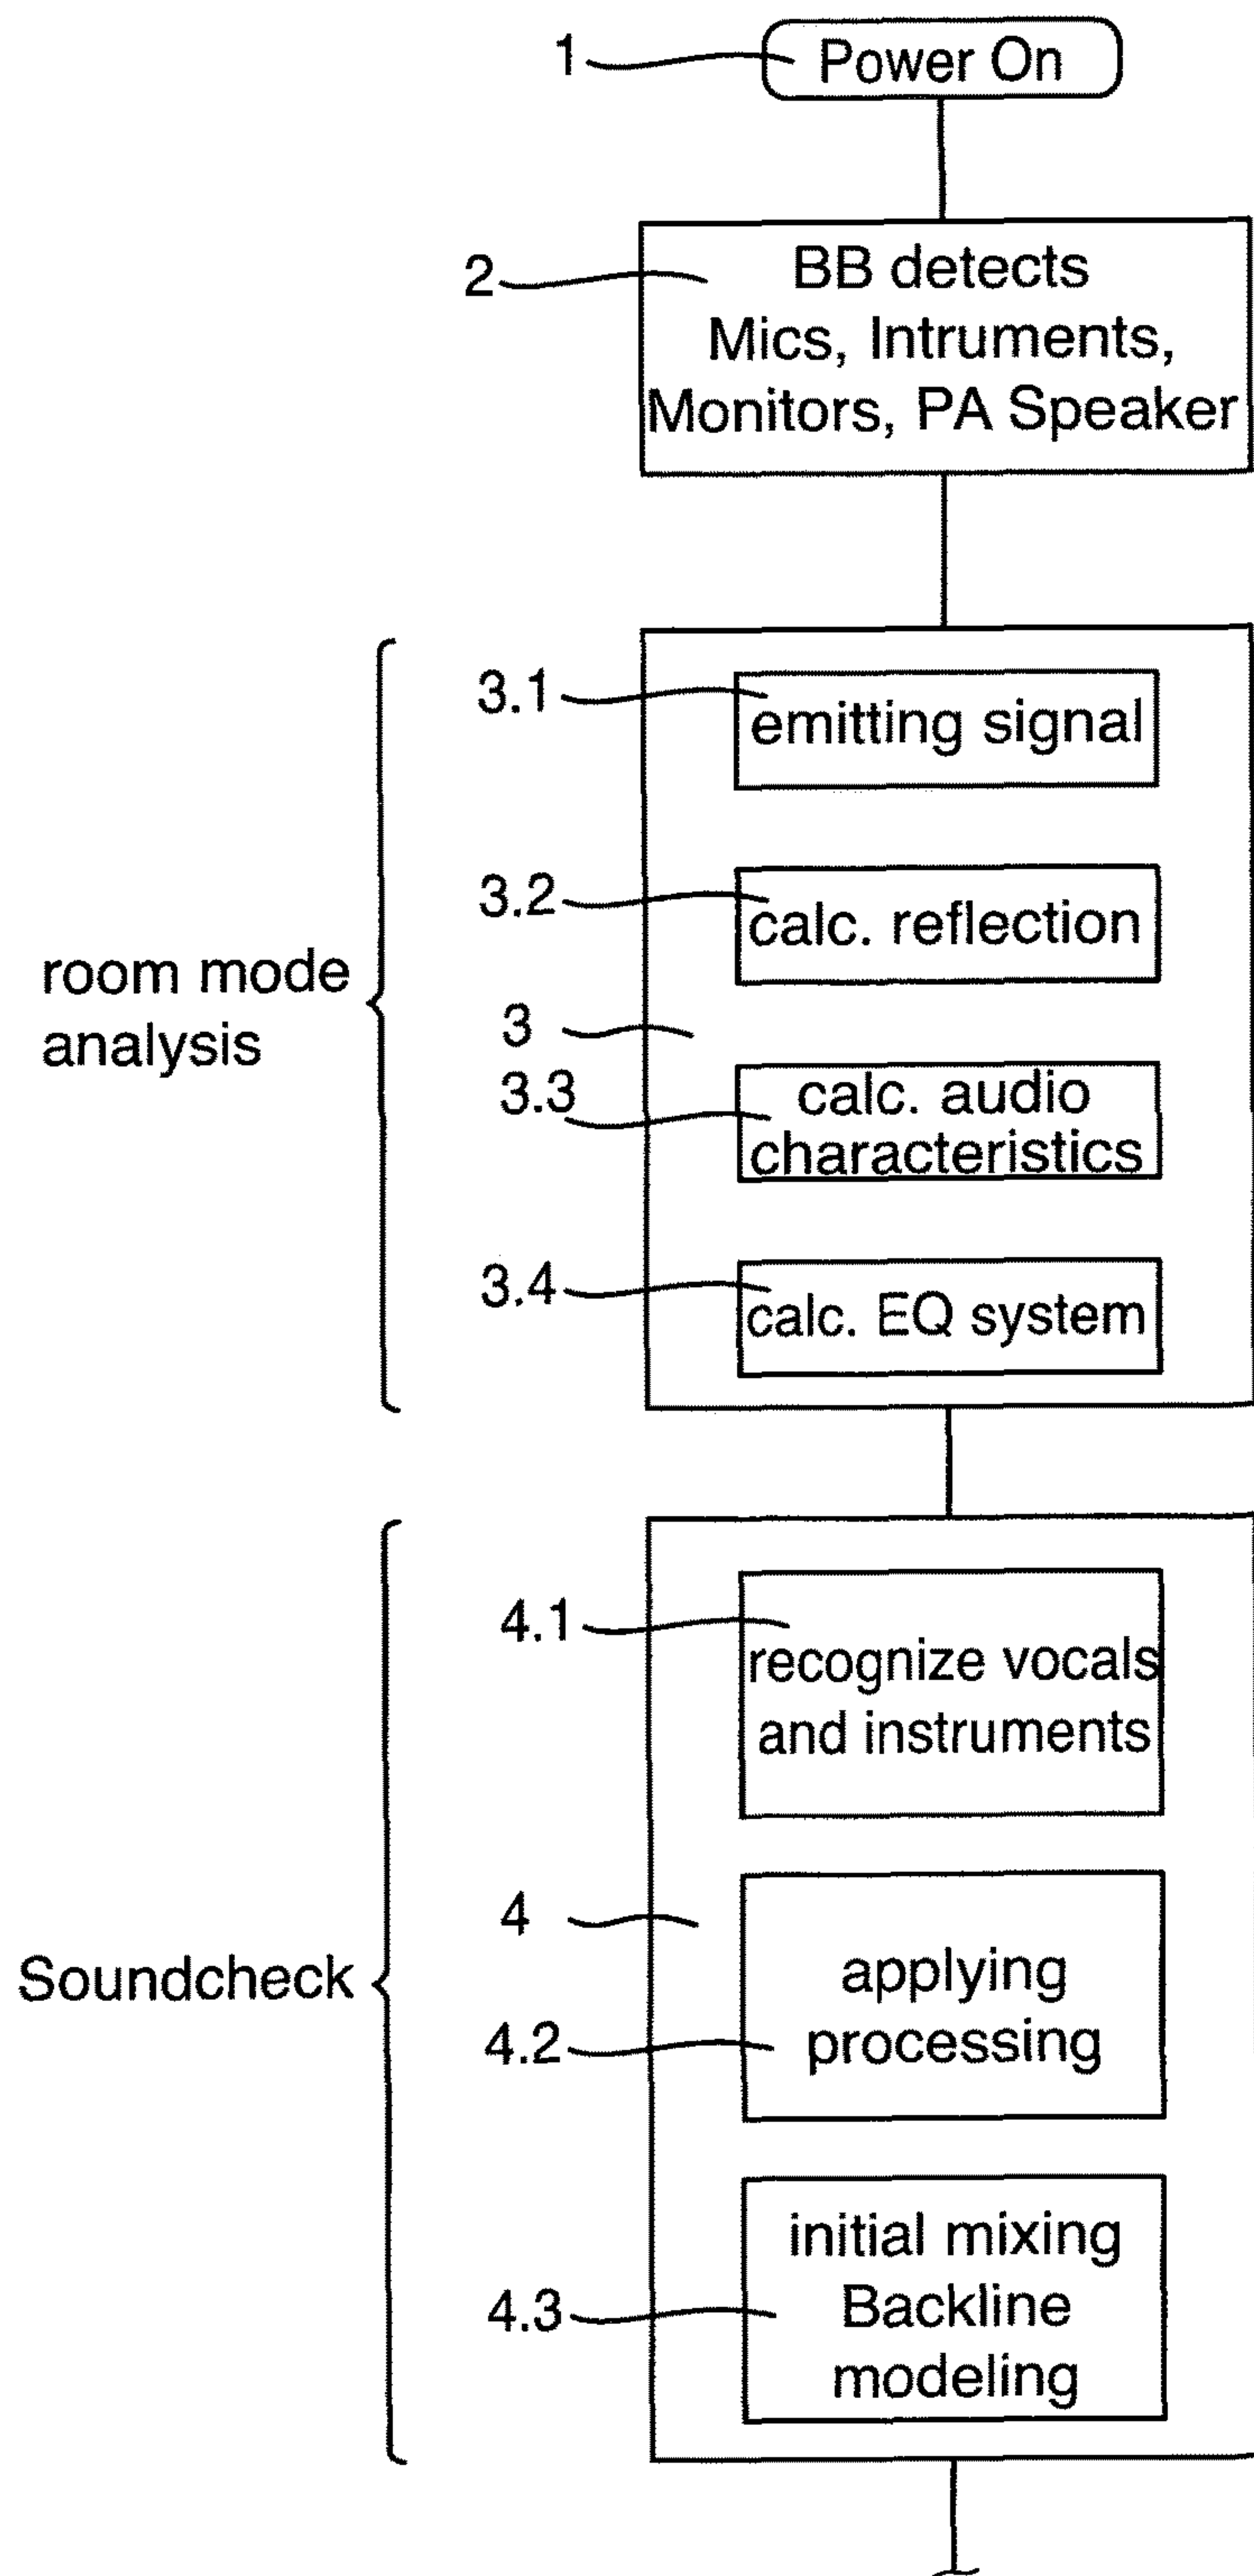 1
Power On
2
BB detects
Mics, Intruments,
Monitors, PA Speaker
room mode
analysis
3.1
emitting signal
3.2
calc. reflection
3
3.3
calc. audio
characteristics
3.4
calc. EQ system
Soundcheck
4.1
recognize vocals
and instruments
4
applying
4.2
processing
initial mixing
4.3
Backline
modeling